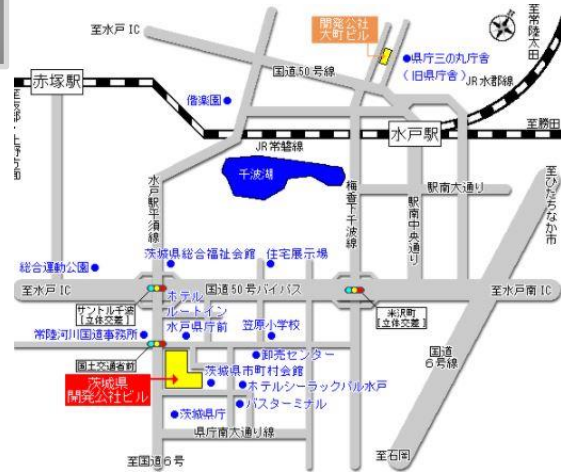 至水戸IC
開発公社
大町ビル
至常陸太田
県庁三の丸庁舎
(旧県庁舎)
国道50号線
JR水郡線
赤塚駅
偕楽園
水戸駅
至勝田
JR常磐線
千波湖
水戸駅平須線
梅香下千波線
駅南大通り
駅南中央通り
至ひたちなか市
茨城県総合福祉会館
住宅展示場
総合運動公園
至水戸IC
国道50号バイパス
至水戸南IC
サントル千波
[立体交差]
ホテル
ルートイン
水戸県庁前
米沢町
[立体交差]
常陸河川国道事務所
笠原小学校
国土交通省前
卸売センター
国道
6号線
茨城県
開発公社ビル
茨城県市町村会館
ホテルシーラックパル水戸
バスターミナル
茨城県庁
県庁南大通り線
至国道6号
至石岡